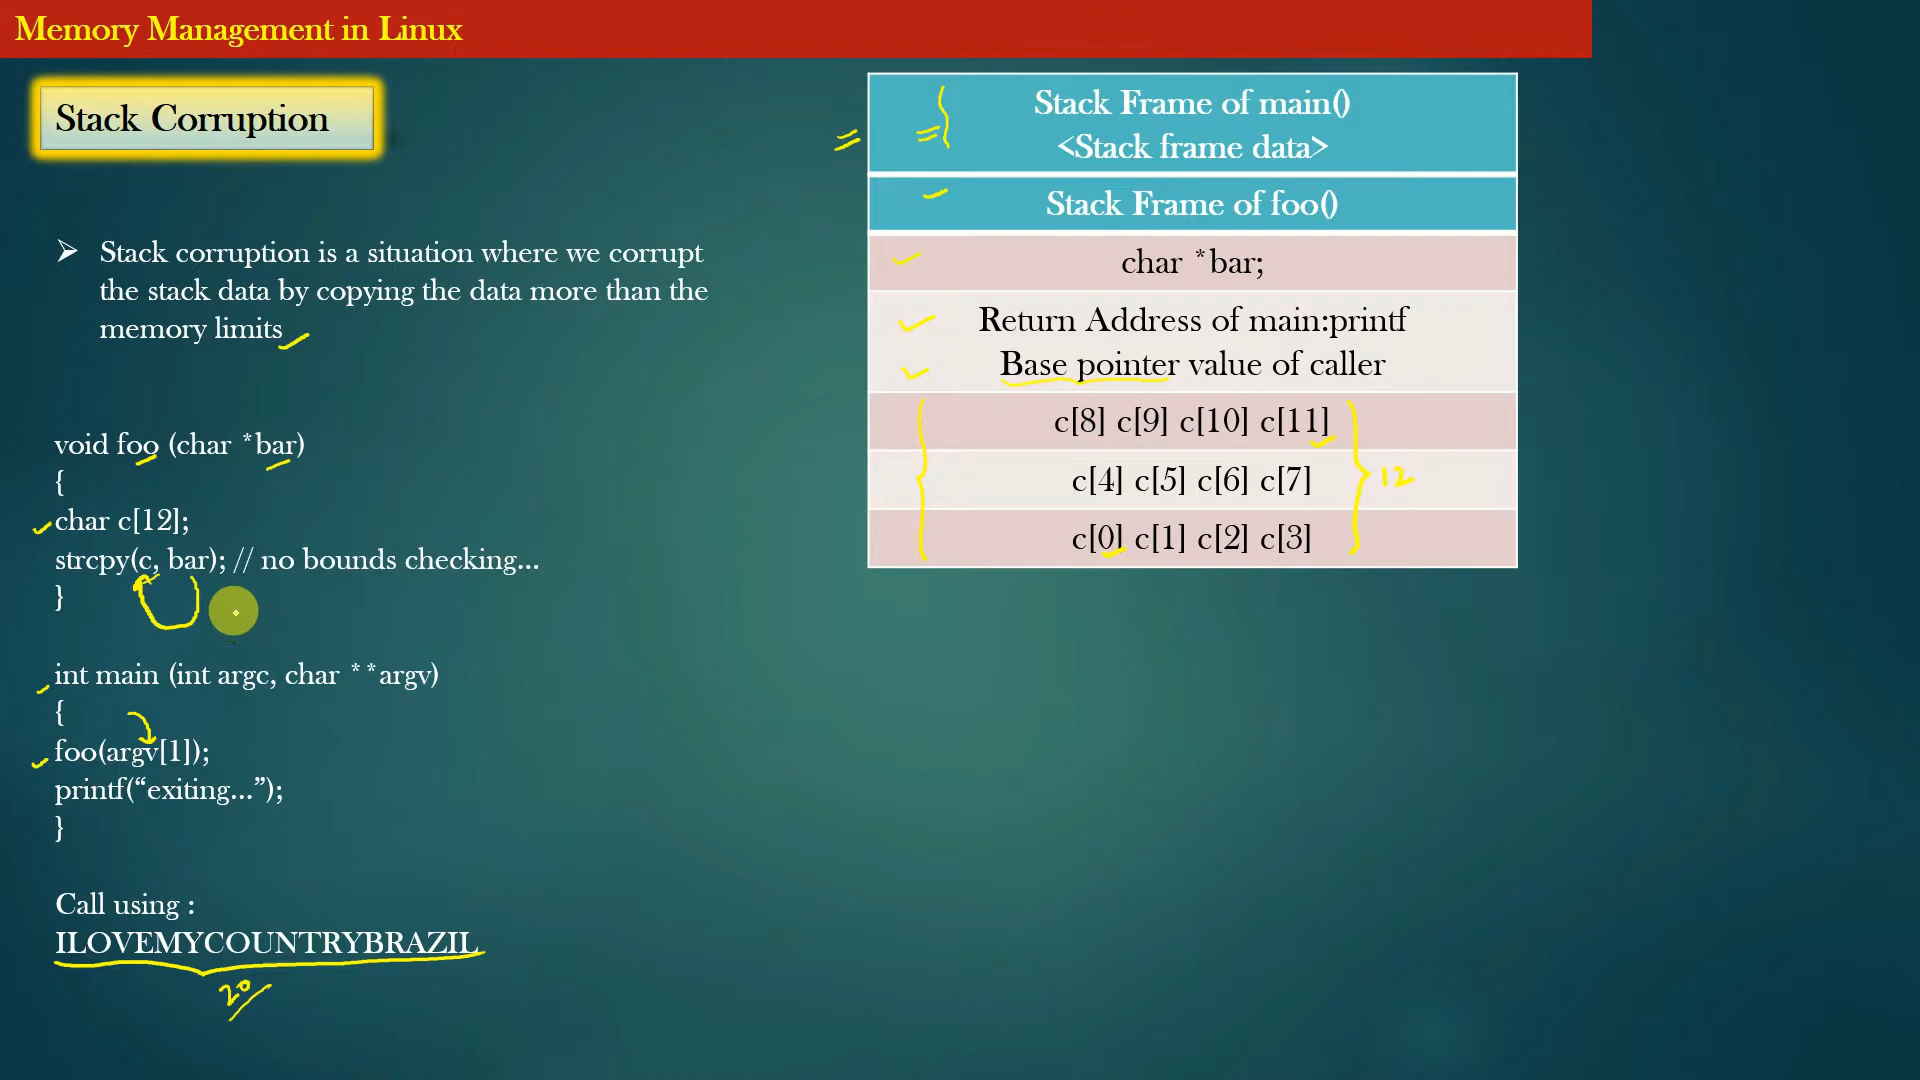 Memory Management in Linux
Stack Corruption
➢ Stack corruption is a situation where we corrupt
the stack data by copying the data more than the
memory limits
void foo (char *bar)
{
char c[12];
strcpy(c, bar); // no bounds checking...
}
int main (int argc, char **argv)
{
foo(argv[1]);
printf(“exiting...”);
}
Call using :
ILOVEMYCOUNTRYBRAZIL
20
Stack Frame of main()
<Stack frame data>
Stack Frame of foo()
char *bar;
Return Address of main:printf
Base pointer value of caller
c[8] c[9] c[10] c[11]
c[4] c[5] c[6] c[7]
12
c[0] c[1] c[2] c[3]